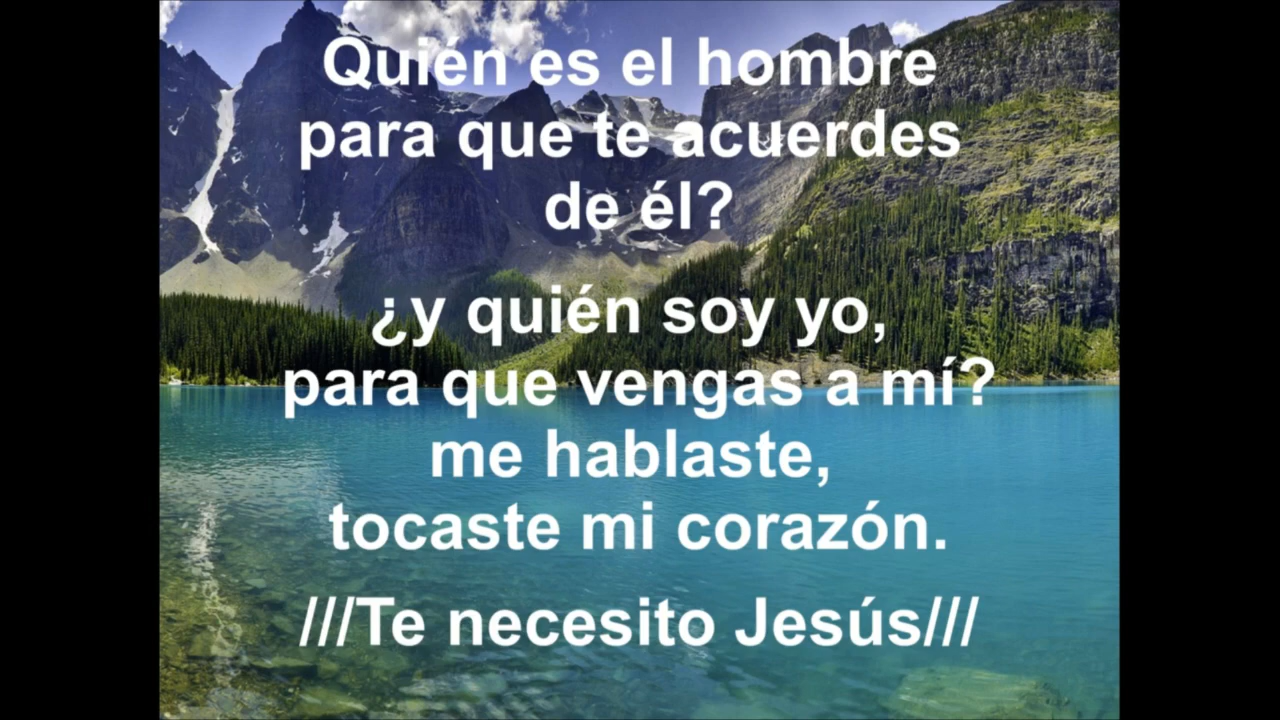 Quién es el hombre
para que te acuerdes
de él?
¿y quién soy yo,
para que vengas a mí?
me hablaste,
tocaste mi corazón.
///Te necesito Jesús///